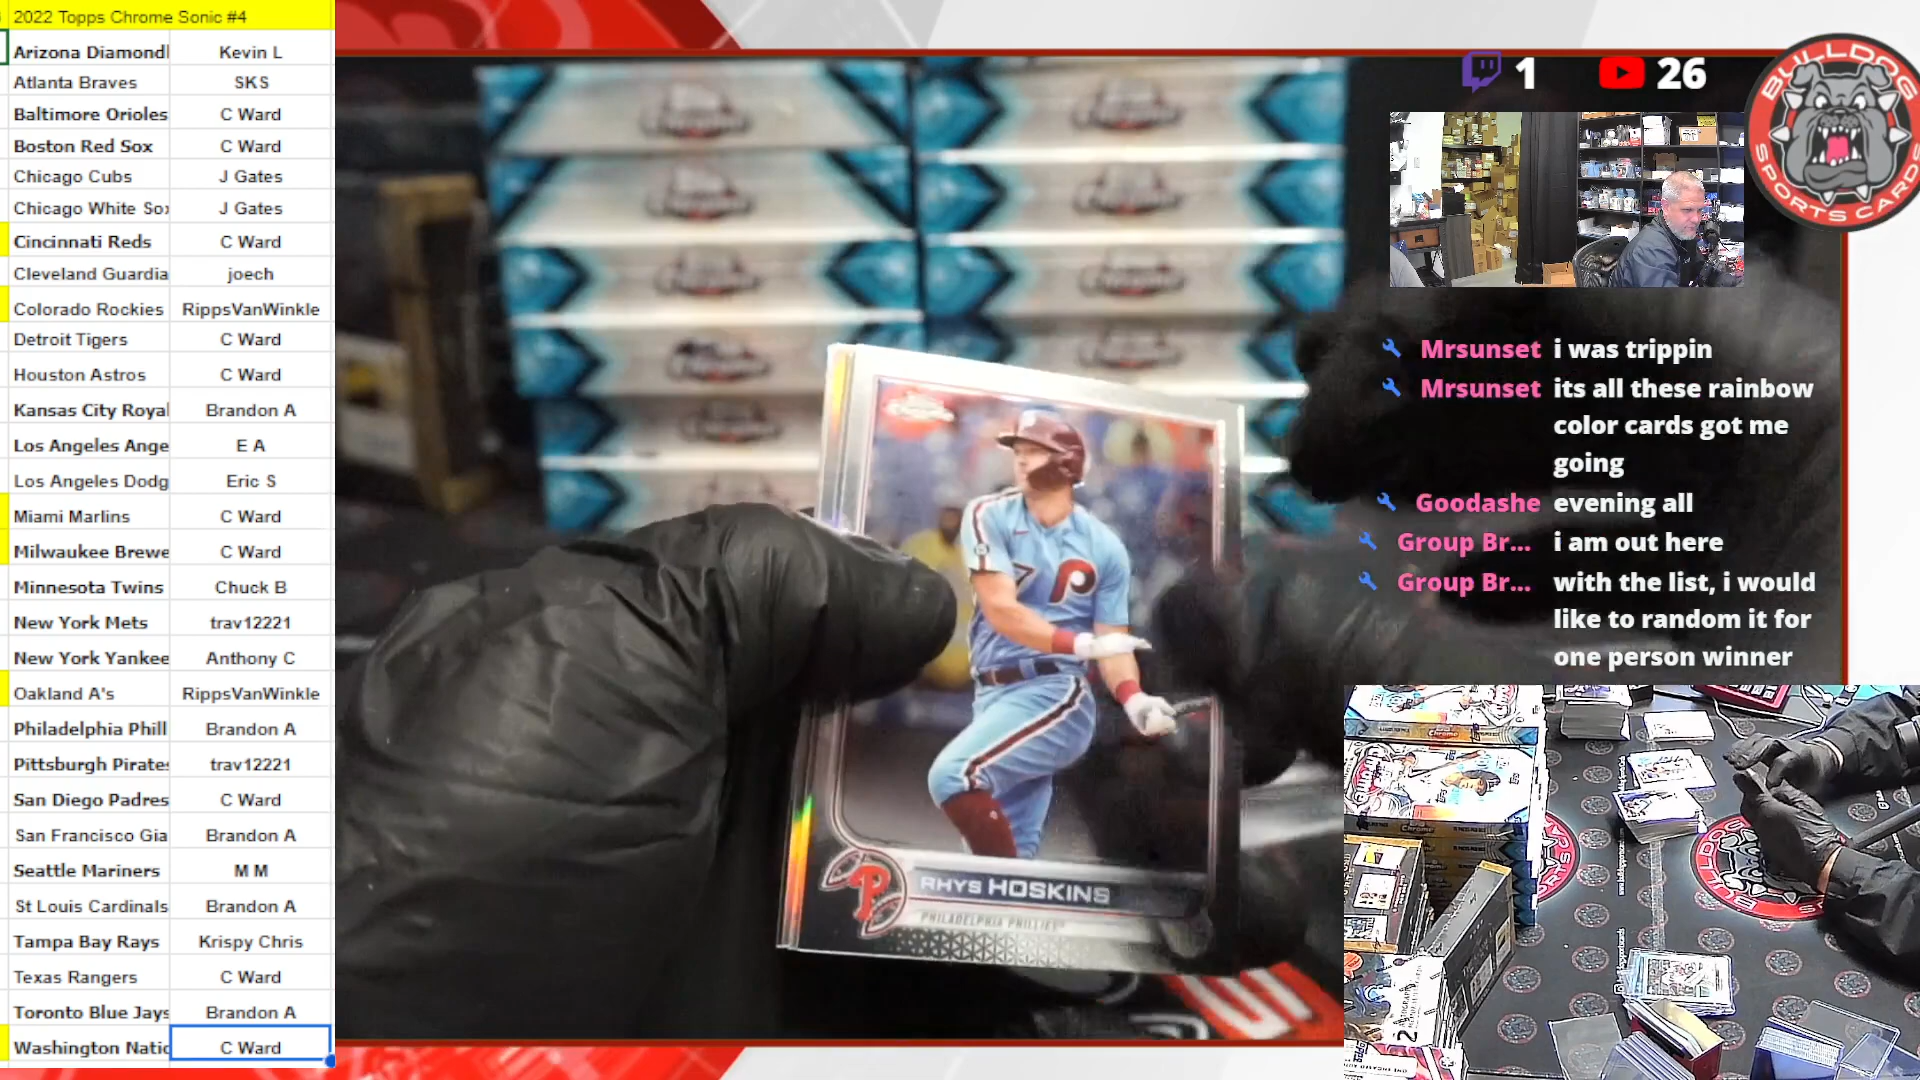 2022 Topps Chrome Sonic #4
Arizona Diamondl Kevin L
Atlanta Braves SKS
Baltimore Orioles C Ward
Boston Red Sox C Ward
Chicago Cubs J Gates
Chicago White Sox J Gates
Cincinnati Reds C Ward
Cleveland Guardia joech
Colorado Rockies RippsVanWinkle
Detroit Tigers C Ward
Houston Astros C Ward
Kansas City Royal Brandon A
Los Angeles Ange E A
Los Angeles Dodg Eric S
Miami Marlins C Ward
Milwaukee Brewe C Ward
Minnesota Twins Chuck B
New York Mets trav12221
New York Yankee Anthony C
Oakland A's RippsVanWinkle
Philadelphia Phill Brandon A
Pittsburgh Pirates trav12221
San Diego Padres C Ward
San Francisco Gia Brandon A
Seattle Mariners M M
St Louis Cardinals Brandon A
Tampa Bay Rays Krispy Chris
Texas Rangers C Ward
Toronto Blue Jays Brandon A
Washington Natic C Ward
P
RHYS HOSKINS
PHILADELPHIA PHILLIES
1 26
BULLDOG
SPORTS CARDS
Mrsunset i was trippin
Mrsunset its all these rainbow
color cards got me
going
Goodashe evening all
Group Br... i am out here
Group Br... with the list, i would
like to random it for
one person winner